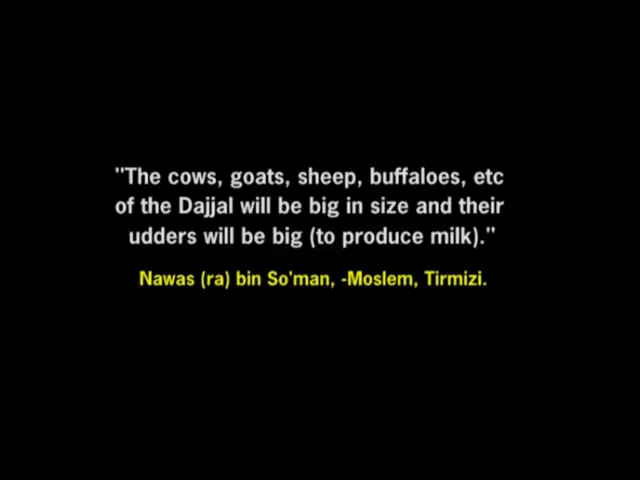 "The cows, goats, sheep, buffaloes, etc
of the Dajjal will be big in size and their
udders will be big (to produce milk)."
Nawas (ra) bin So'man, -Moslem, Tirmizi.